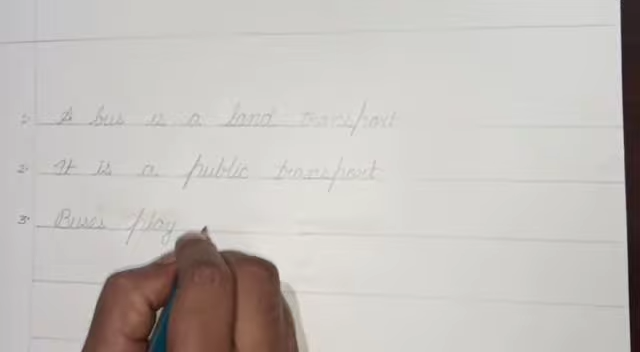 1. A bus is a land transport
2. It is a public transport
3. Buses play